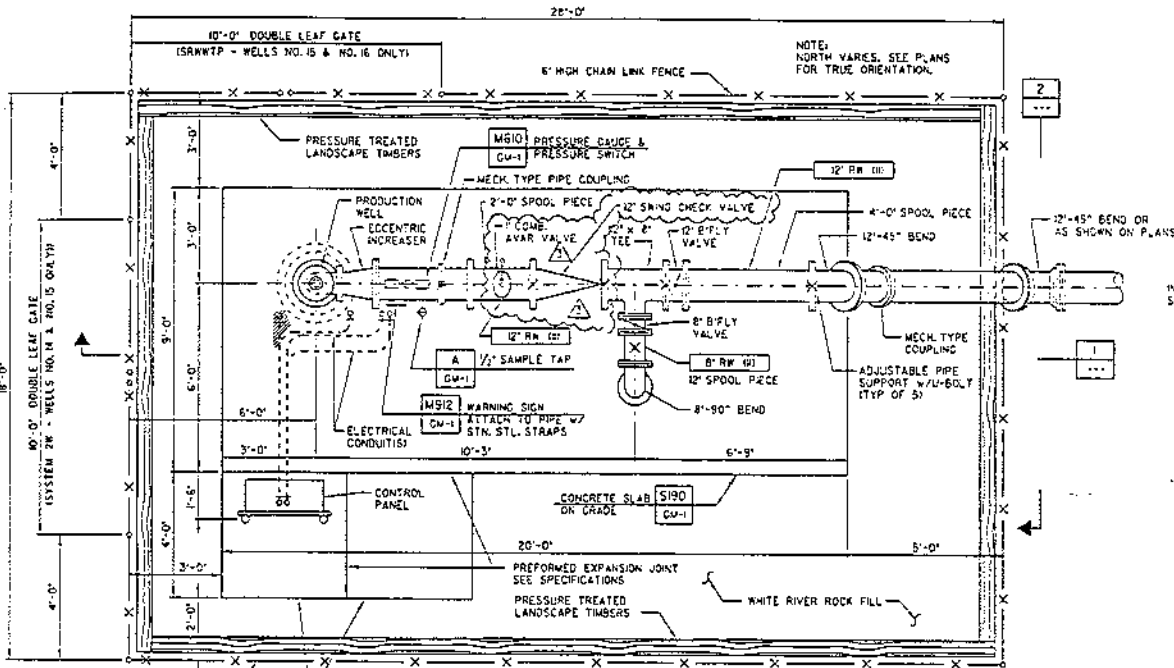 28'-0"
10'-0" DOUBLE LEAF GATE
(SRWWTP - WELLS NO. 15 & NO. 16 ONLY)
NOTE:
NORTH VARIES. SEE PLANS
FOR TRUE ORIENTATION.
6' HIGH CHAIN LINK FENCE
2
---
4'-0"
3'-0"
PRESSURE TREATED
LANDSCAPE TIMBERS
M610
GM-1
PRESSURE GAUGE &
PRESSURE SWITCH
MECH. TYPE PIPE COUPLING
12" RW (II)
2'-0" SPOOL PIECE
12" SWING CHECK VALVE
4'-0" SPOOL PIECE
PRODUCTION
WELL
ECCENTRIC
INCREASER
1" COMB.
AVAR VALVE
12" x 8"
TEE
12" B'FLY
VALVE
12"-45° BEND
12"-45° BEND OR
AS SHOWN ON PLANS
3'-0"
10'-0" DOUBLE LEAF GATE
(SYSTEM 2W - WELLS NO. 14 & NO. 15 ONLY)
18'-0"
9'-0"
6'-0"
12" RW (II)
8" B'FLY
VALVE
MECH. TYPE
COUPLING
A
GM-1
1/2" SAMPLE TAP
8" RW (II)
12" SPOOL PIECE
1
---
ADJUSTABLE PIPE
SUPPORT W/U-BOLT
(TYP OF 5)
6'-0"
M912
GM-1
WARNING SIGN
ATTACH TO PIPE W/
STN. STL. STRAPS
8"-90° BEND
ELECTRICAL
CONDUIT(S)
3'-0"
10'-3"
6'-9"
1'-6"
CONTROL
PANEL
CONCRETE SLAB
ON GRADE
S190
GM-1
4'-0"
20'-0"
5'-0"
3'-0"
PREFORMED EXPANSION JOINT
SEE SPECIFICATIONS
4'-0"
2'-0"
PRESSURE TREATED
LANDSCAPE TIMBERS
WHITE RIVER ROCK FILL